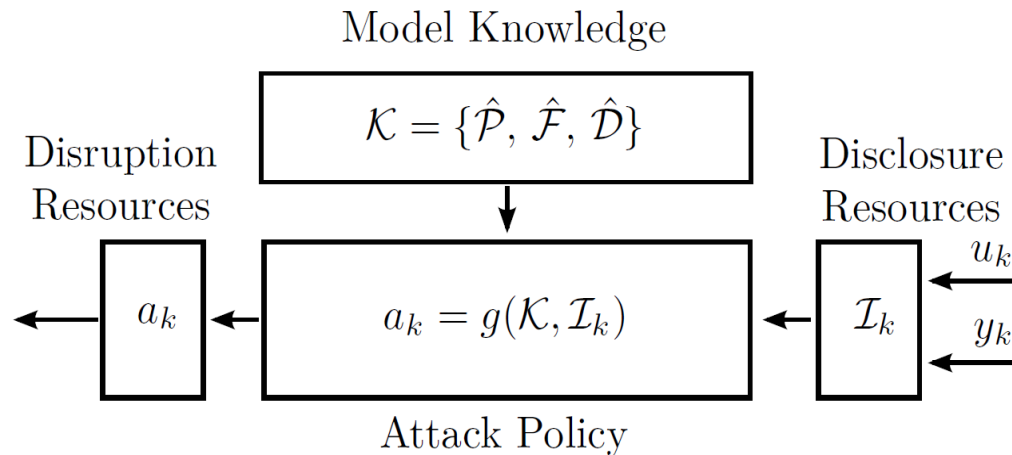 Model Knowledge
𝒦 = {𝒫̂, ℱ̂, 𝒟̂}
Disruption
Resources
Disclosure
Resources
a_k
a_k = g(𝒦, ℐ_k)
ℐ_k
u_k
y_k
Attack Policy